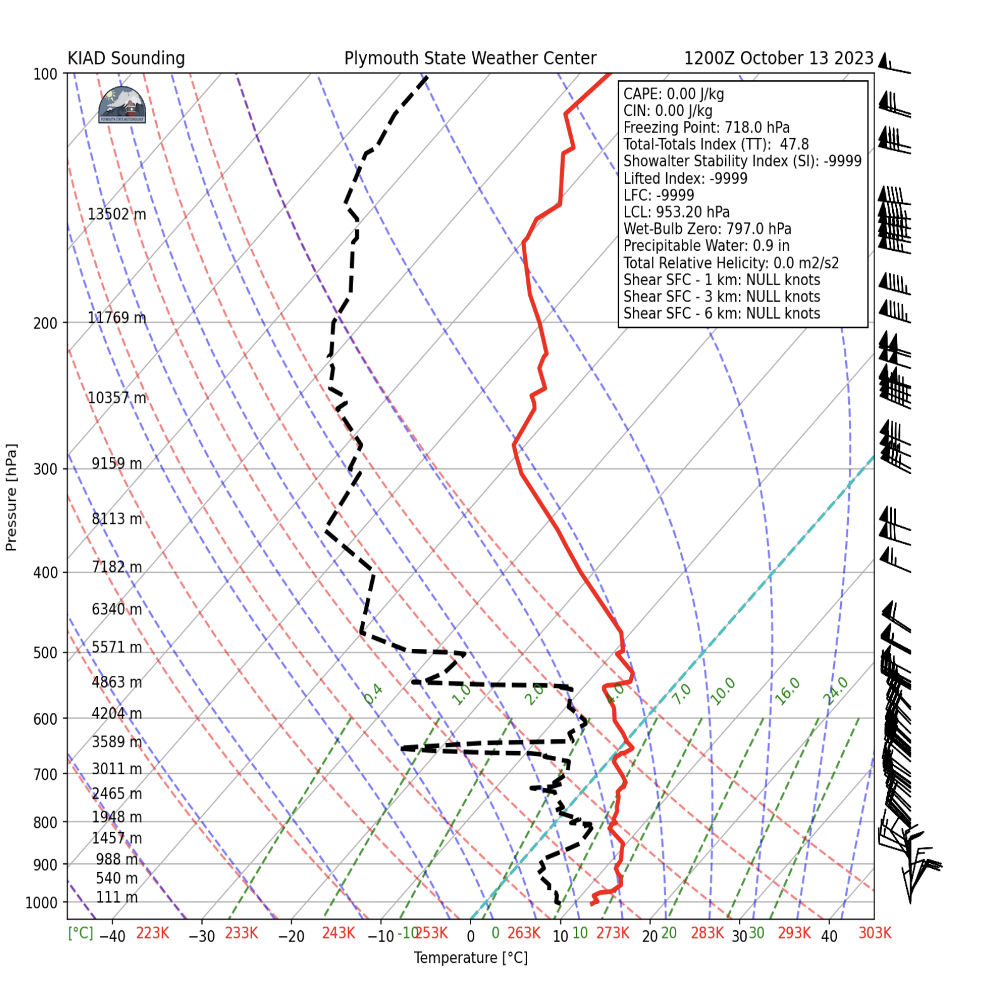 KIAD Sounding Plymouth State Weather Center 1200Z October 13 2023
PLYMOUTH STATE METEOROLOGY
CAPE: 0.00 J/kg
CIN: 0.00 J/kg
Freezing Point: 718.0 hPa
Total-Totals Index (TT):  47.8
Showalter Stability Index (SI): -9999
Lifted Index: -9999
LFC: -9999
LCL: 953.20 hPa
Wet-Bulb Zero: 797.0 hPa
Precipitable Water: 0.9 in
Total Relative Helicity: 0.0 m2/s2
Shear SFC - 1 km: NULL knots
Shear SFC - 3 km: NULL knots
Shear SFC - 6 km: NULL knots
Pressure [hPa]
100
200
300
400
500
600
700
800
900
1000
13502 m
11769 m
10357 m
9159 m
8113 m
7182 m
6340 m
5571 m
4863 m
4204 m
3589 m
3011 m
2465 m
1948 m
1457 m
988 m
540 m
111 m
0.4 1.0 2.0 4.0 7.0 10.0 16.0 24.0
[°C] −40 223K −30 233K −20 243K −10 -10 253K 0 0 263K 10 10 273K 20 20 283K 30 30 293K 40 303K
Temperature [°C]